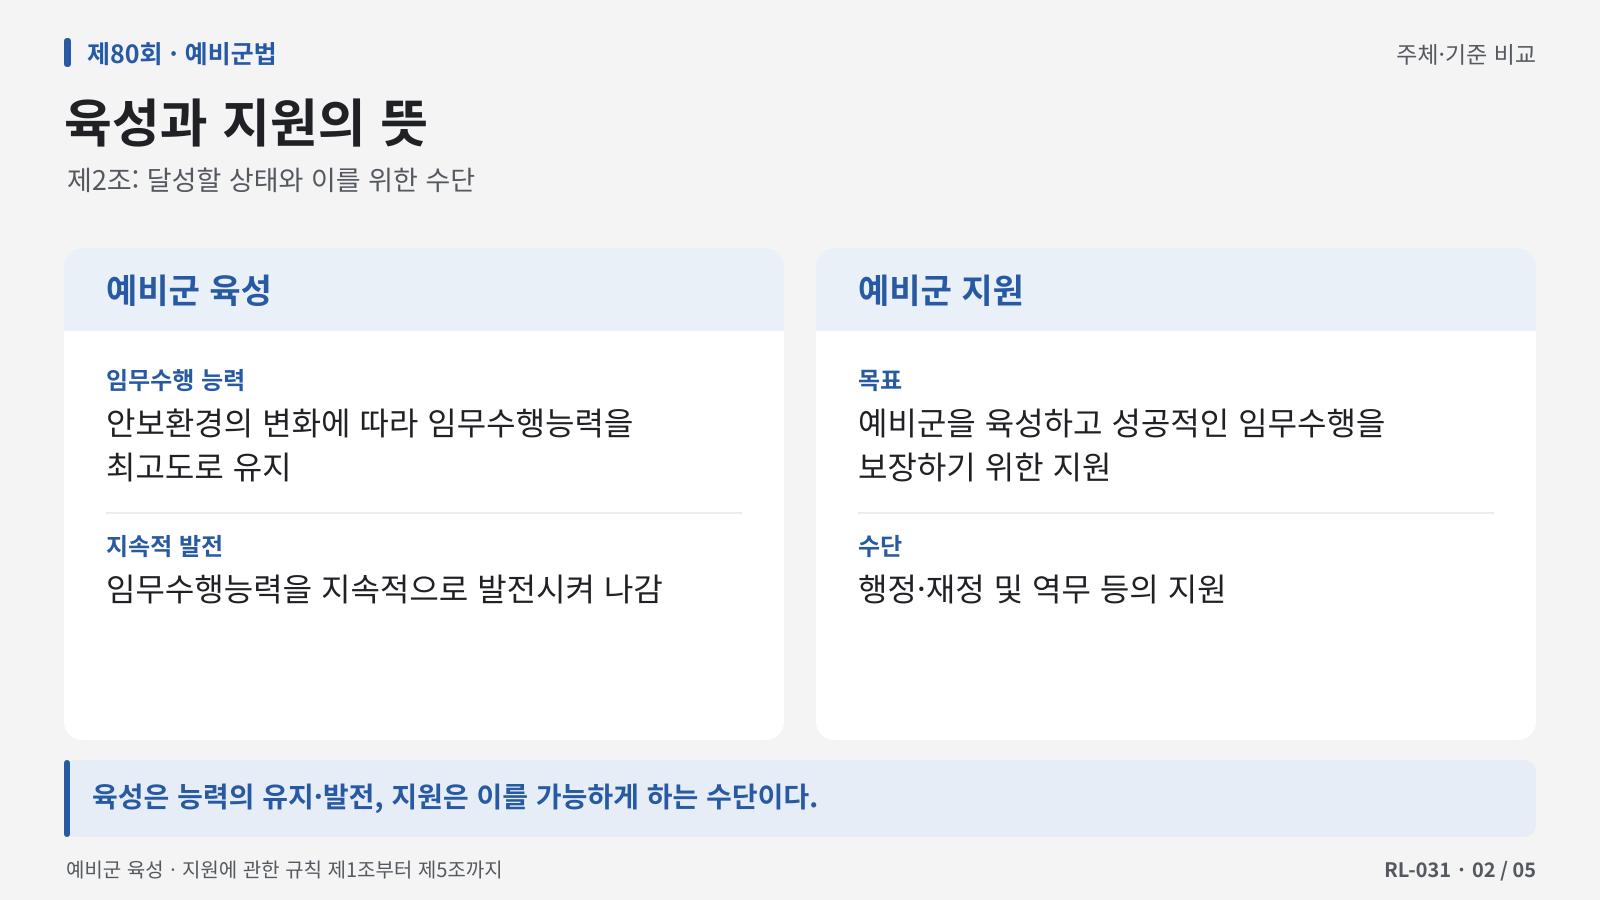 제80회 · 예비군법
주체·기준 비교
육성과 지원의 뜻
제2조: 달성할 상태와 이를 위한 수단
예비군 육성
임무수행 능력
안보환경의 변화에 따라 임무수행능력을
최고도로 유지
지속적 발전
임무수행능력을 지속적으로 발전시켜 나감
예비군 지원
목표
예비군을 육성하고 성공적인 임무수행을
보장하기 위한 지원
수단
행정·재정 및 역무 등의 지원
육성은 능력의 유지·발전, 지원은 이를 가능하게 하는 수단이다.
예비군 육성 · 지원에 관한 규칙 제1조부터 제5조까지
RL-031 · 02 / 05